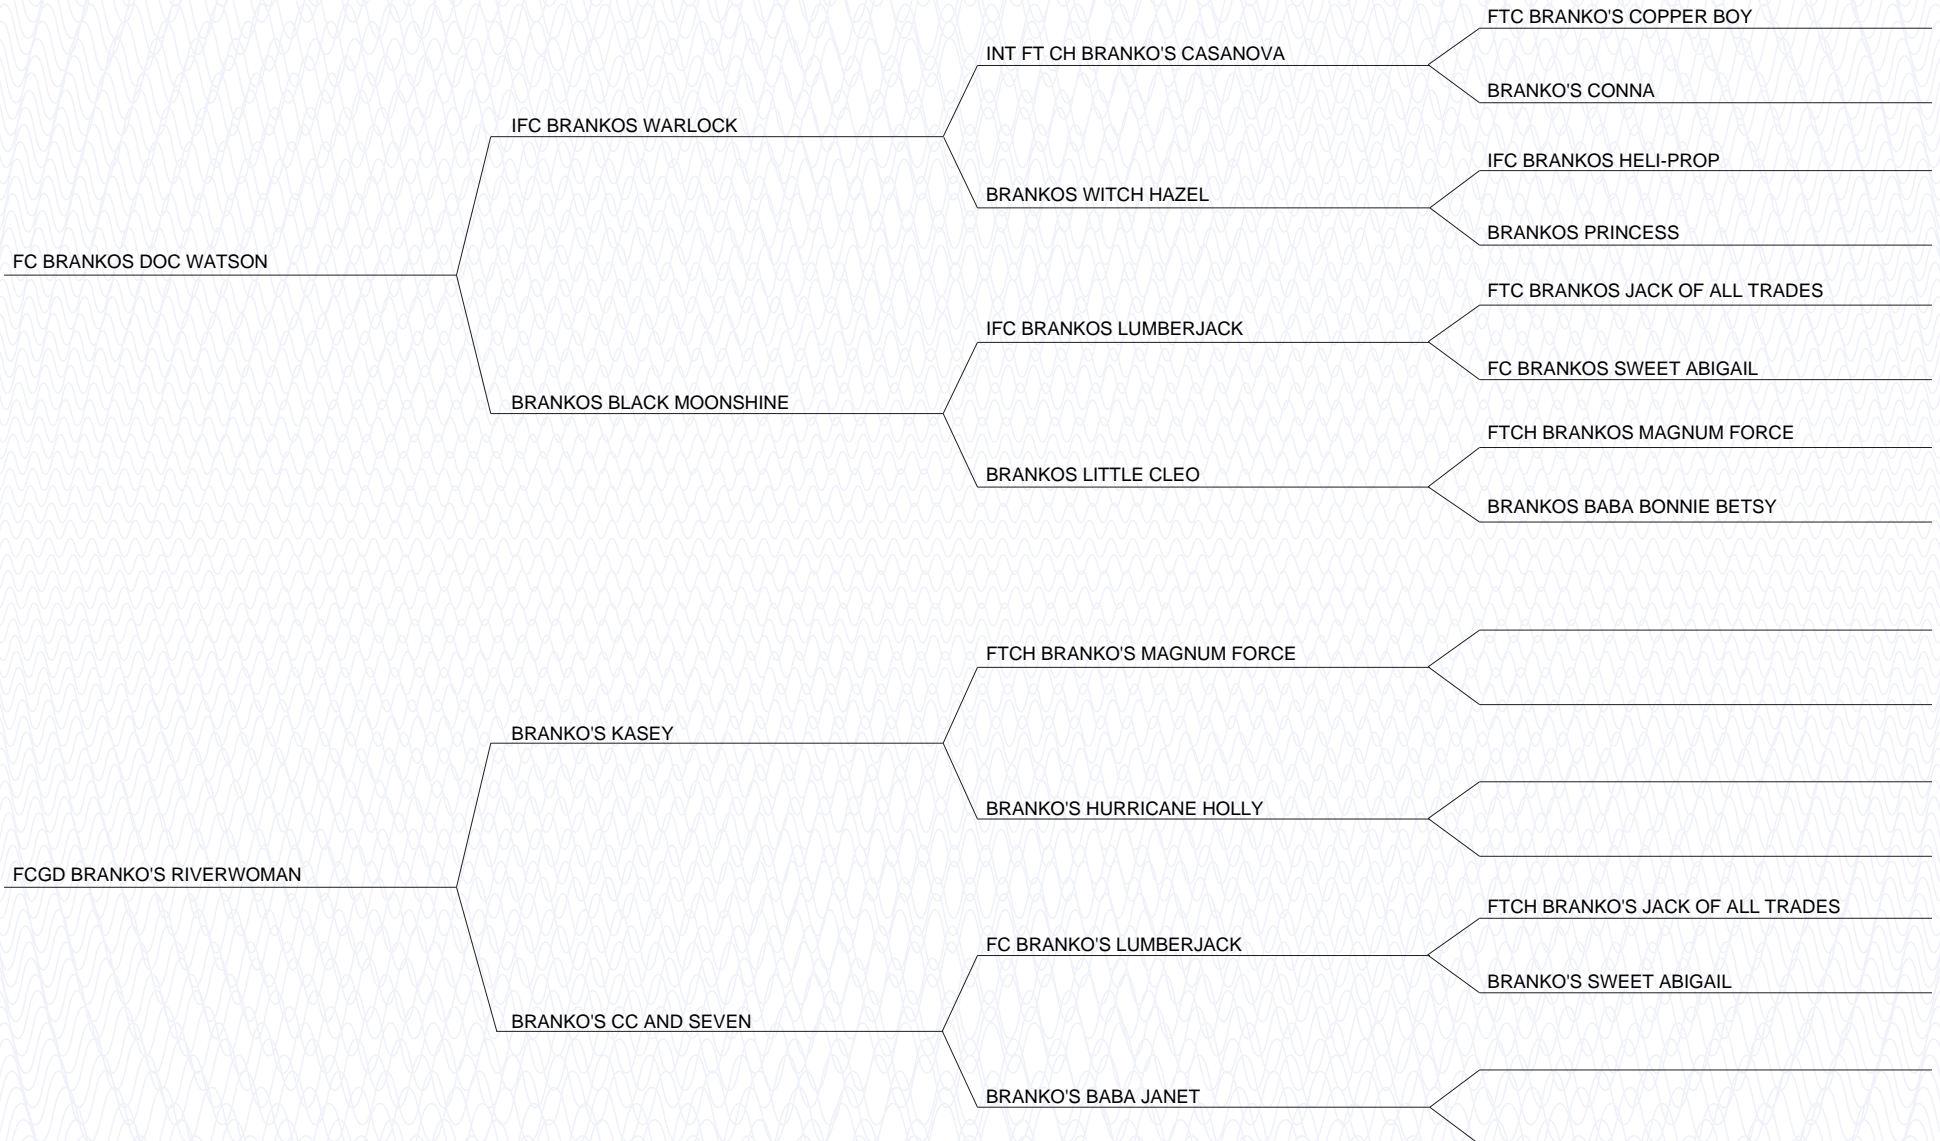 FTC BRANKO'S COPPER BOY
INT FT CH BRANKO'S CASANOVA
BRANKO'S CONNA
IFC BRANKOS WARLOCK
IFC BRANKOS HELI-PROP
BRANKOS WITCH HAZEL
BRANKOS PRINCESS
FC BRANKOS DOC WATSON
FTC BRANKOS JACK OF ALL TRADES
IFC BRANKOS LUMBERJACK
FC BRANKOS SWEET ABIGAIL
BRANKOS BLACK MOONSHINE
FTCH BRANKOS MAGNUM FORCE
BRANKOS LITTLE CLEO
BRANKOS BABA BONNIE BETSY
FTCH BRANKO'S MAGNUM FORCE
BRANKO'S KASEY
BRANKO'S HURRICANE HOLLY
FCGD BRANKO'S RIVERWOMAN
FTCH BRANKO'S JACK OF ALL TRADES
FC BRANKO'S LUMBERJACK
BRANKO'S SWEET ABIGAIL
BRANKO'S CC AND SEVEN
BRANKO'S BABA JANET